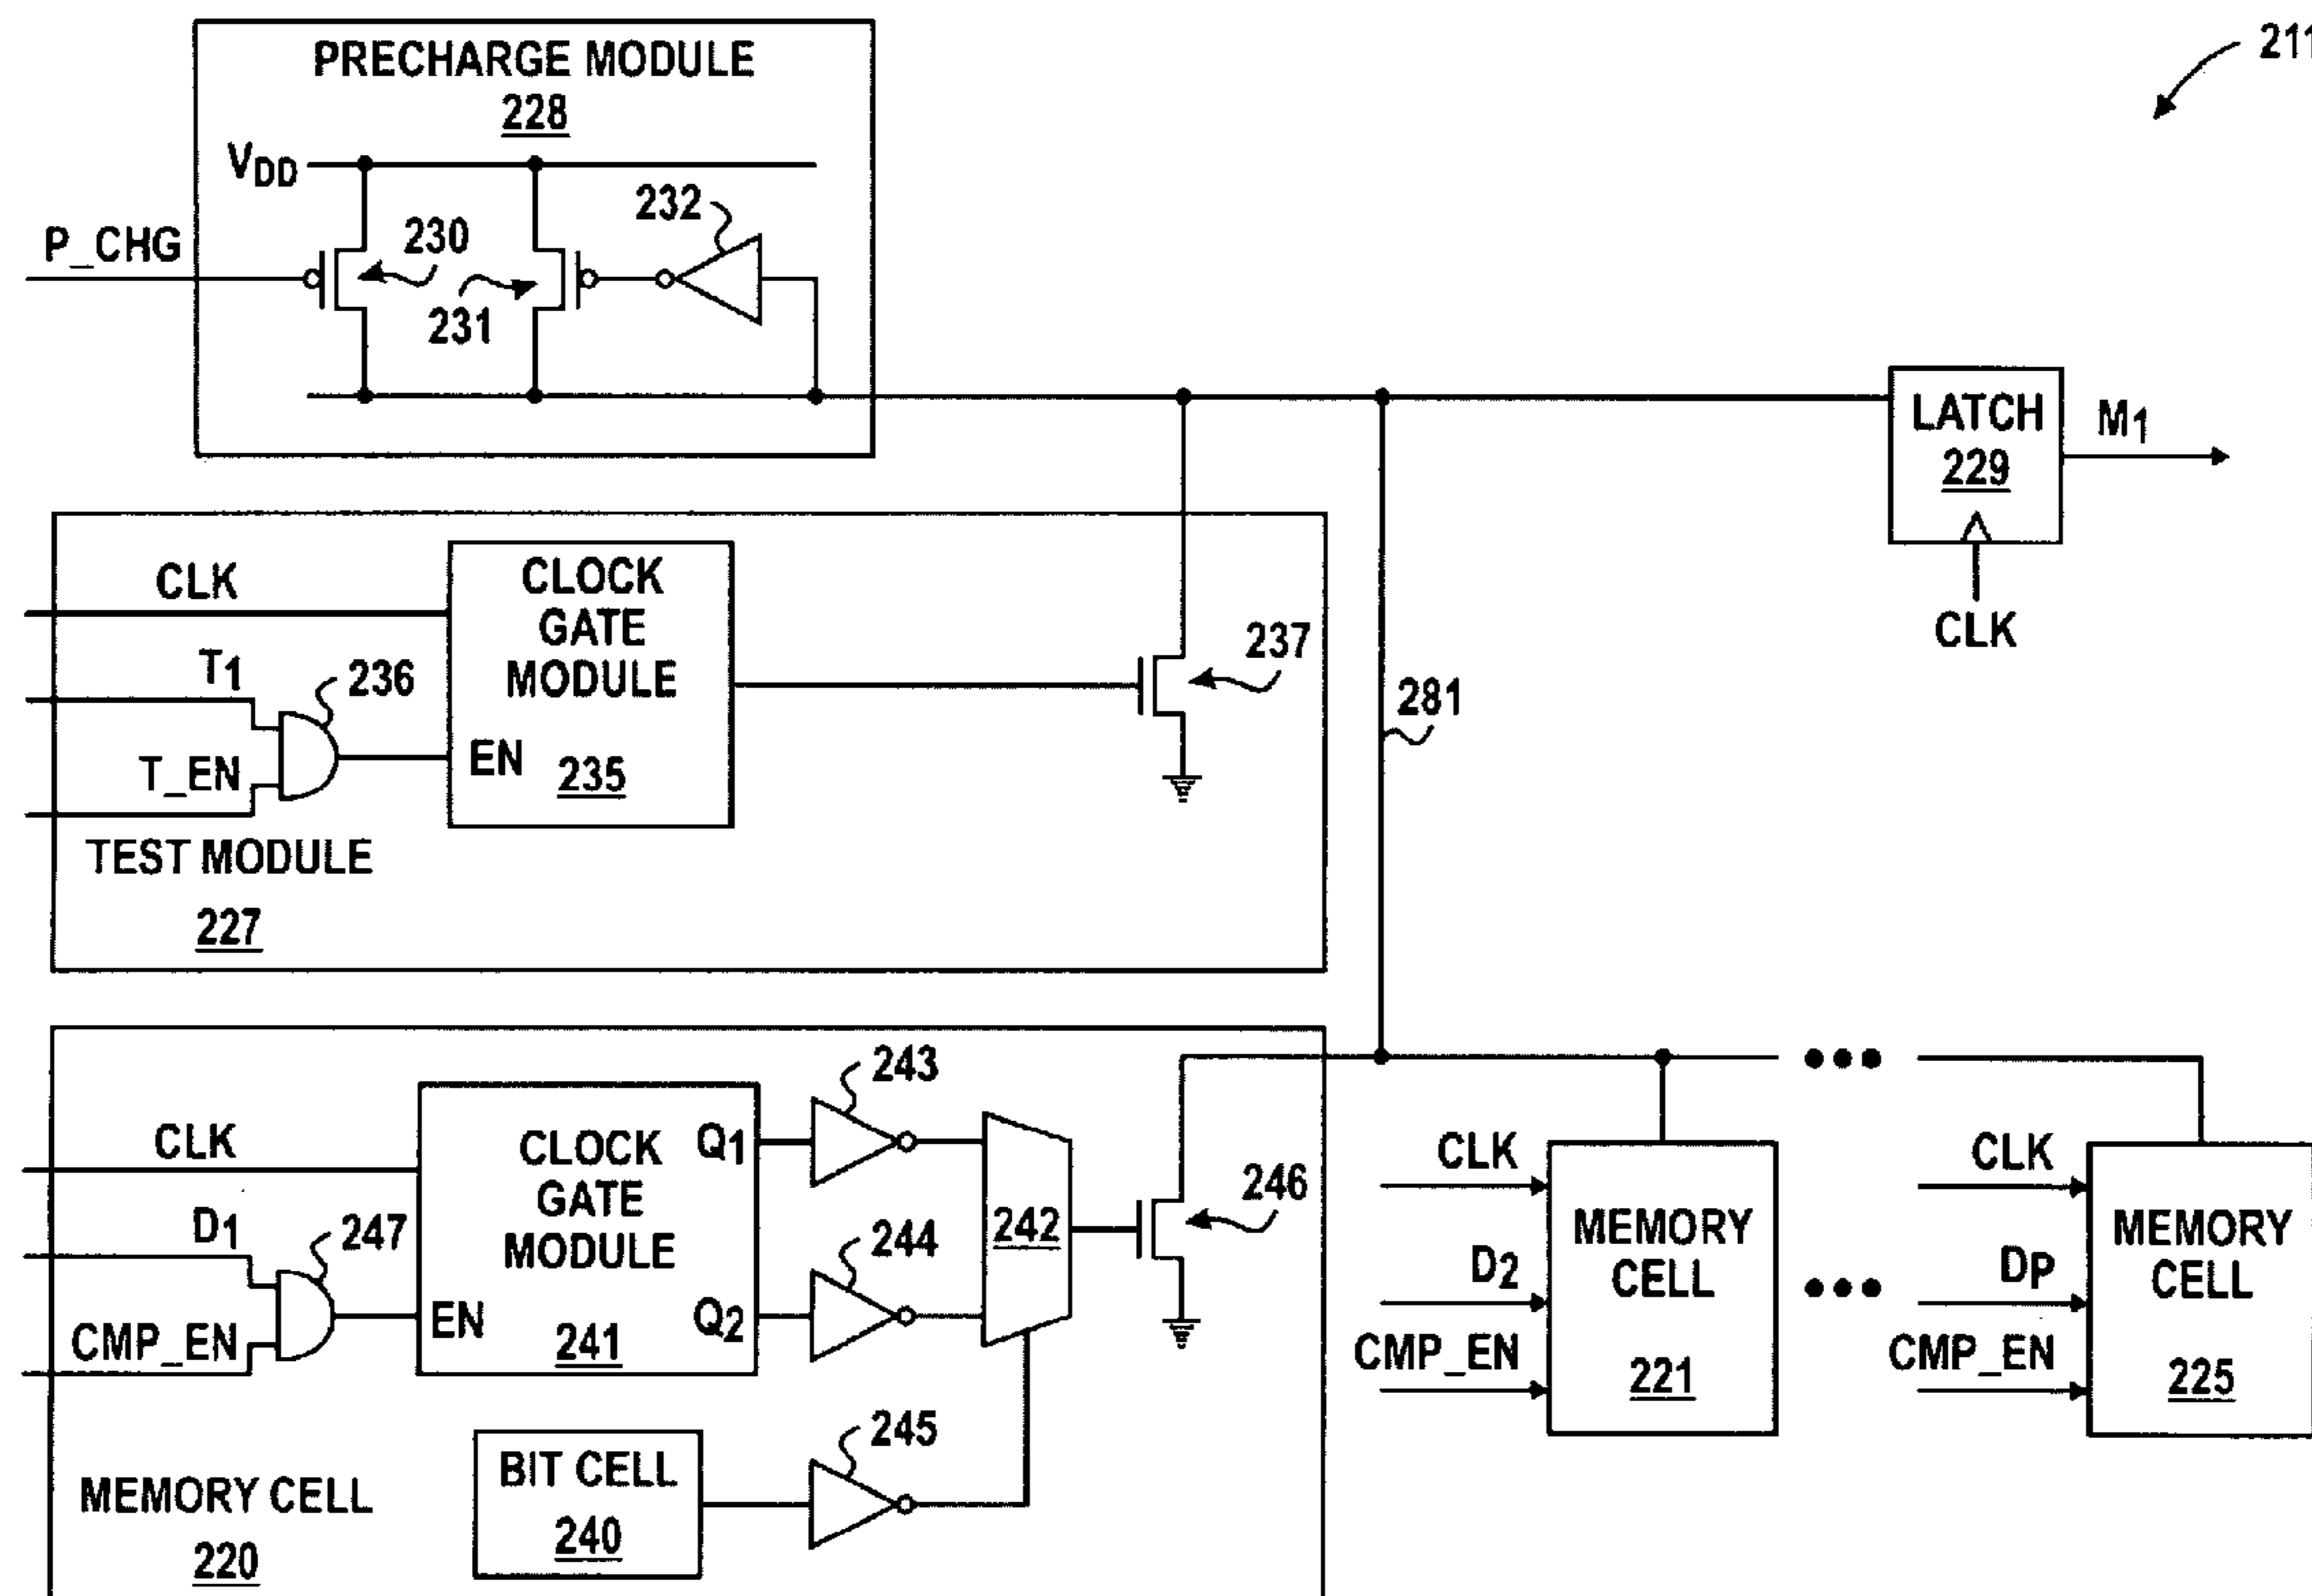 211
PRECHARGE MODULE
228
VDD
232
P_CHG
230
231
LATCH
229
M1
CLK
CLK
CLOCK
GATE
MODULE
235
EN
T1
236
T_EN
237
281
TEST MODULE
227
243
CLK
CLOCK
GATE
MODULE
241
Q1
Q2
EN
D1
247
244
242
246
CMP_EN
245
BIT CELL
240
MEMORY CELL
220
CLK
D2
CMP_EN
MEMORY
CELL
221
CLK
DP
CMP_EN
MEMORY
CELL
225